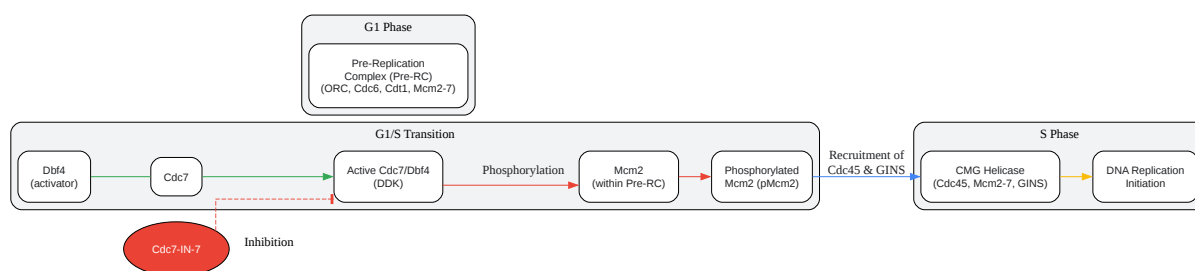 G1 Phase
Pre-Replication
Complex (Pre-RC)
(ORC, Cdc6, Cdt1, Mcm2-7)
G1/S Transition
Dbf4
(activator)
Cdc7
Active Cdc7/Dbf4
(DDK)
Phosphorylation
Mcm2
(within Pre-RC)
Phosphorylated
Mcm2 (pMcm2)
Recruitment of
Cdc45 & GINS
S Phase
CMG Helicase
(Cdc45, Mcm2-7, GINS)
DNA Replication
Initiation
Cdc7-IN-7
Inhibition